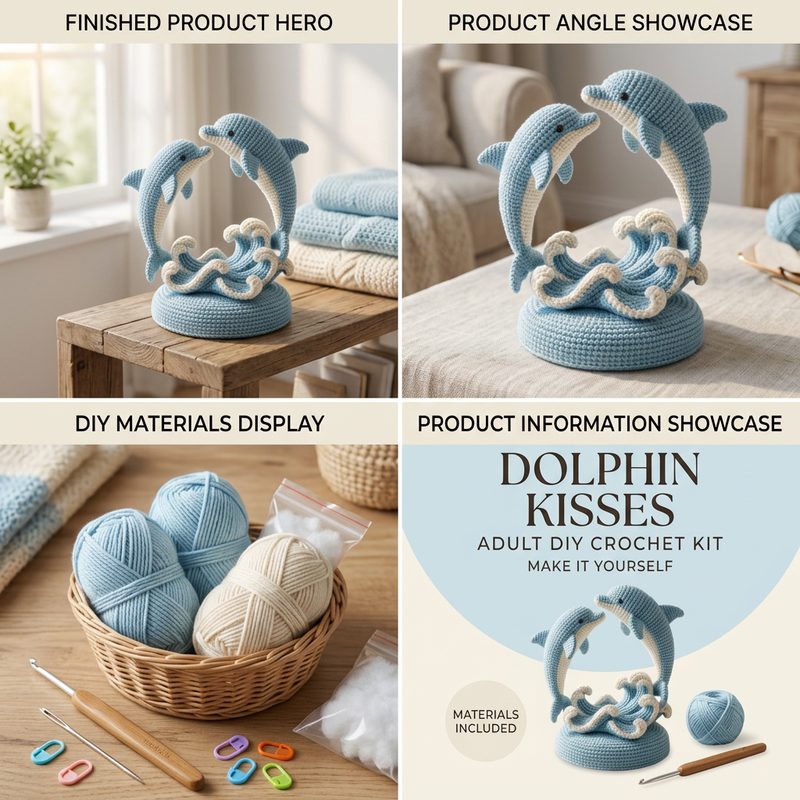 FINISHED PRODUCT HERO
PRODUCT ANGLE SHOWCASE
DIY MATERIALS DISPLAY
PRODUCT INFORMATION SHOWCASE
DOLPHIN
KISSES
ADULT DIY CROCHET KIT
MAKE IT YOURSELF
MATERIALS
INCLUDED